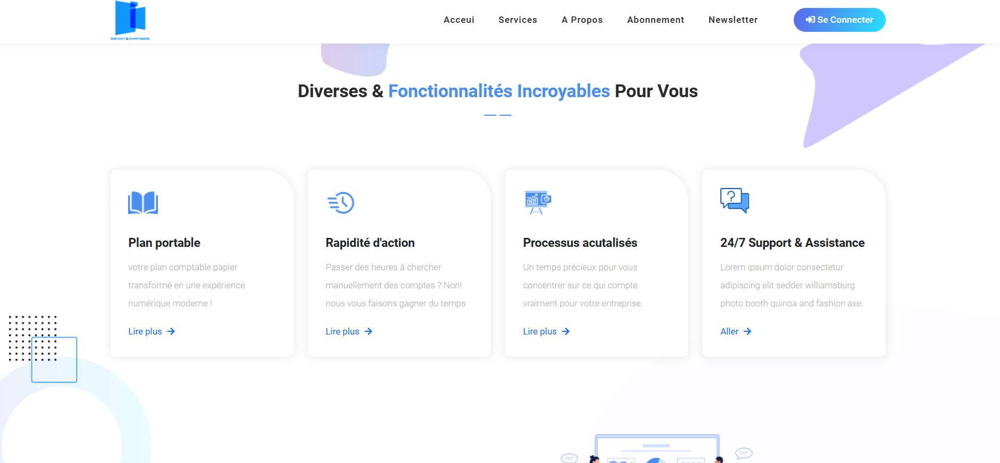 IMPACT & PARTNERS
Acceui
Services
A Propos
Abonnement
Newsletter
Se Connecter
Diverses & Fonctionnalités Incroyables Pour Vous
Plan portable
votre plan comptable papier
transformé en une expérience
numérique moderne !
Lire plus
Rapidité d'action
Passer des heures à chercher
manuellement des comptes ? Non!
nous vous faisons gagner du temps
Lire plus
Processus acutalisés
Un temps précieux pour vous
concentrer sur ce qui compte
vraiment pour votre entreprise.
Lire plus
24/7 Support & Assistance
Lorem ipsum dolor consectetur
adipiscing elit sedder williamsburg
photo booth quinoa and fashion axe.
Aller